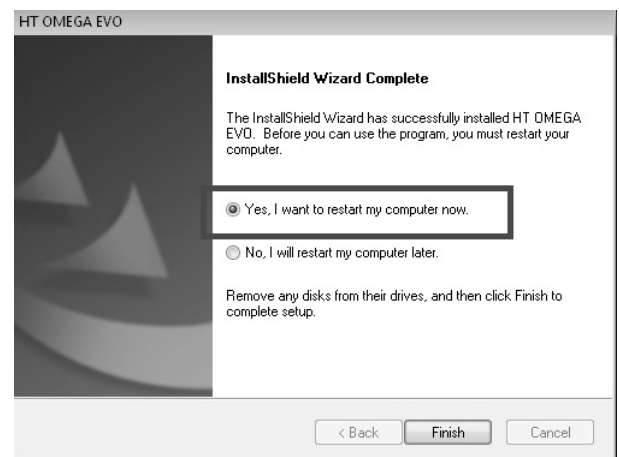 HT OMEGA EVO
InstallShield Wizard Complete
The InstallShield Wizard has successfully installed HT OMEGA
EVO. Before you can use the program, you must restart your
computer.
Yes, I want to restart my computer now.
No, I will restart my computer later.
Remove any disks from their drives, and then click Finish to
complete setup.
< Back Finish Cancel